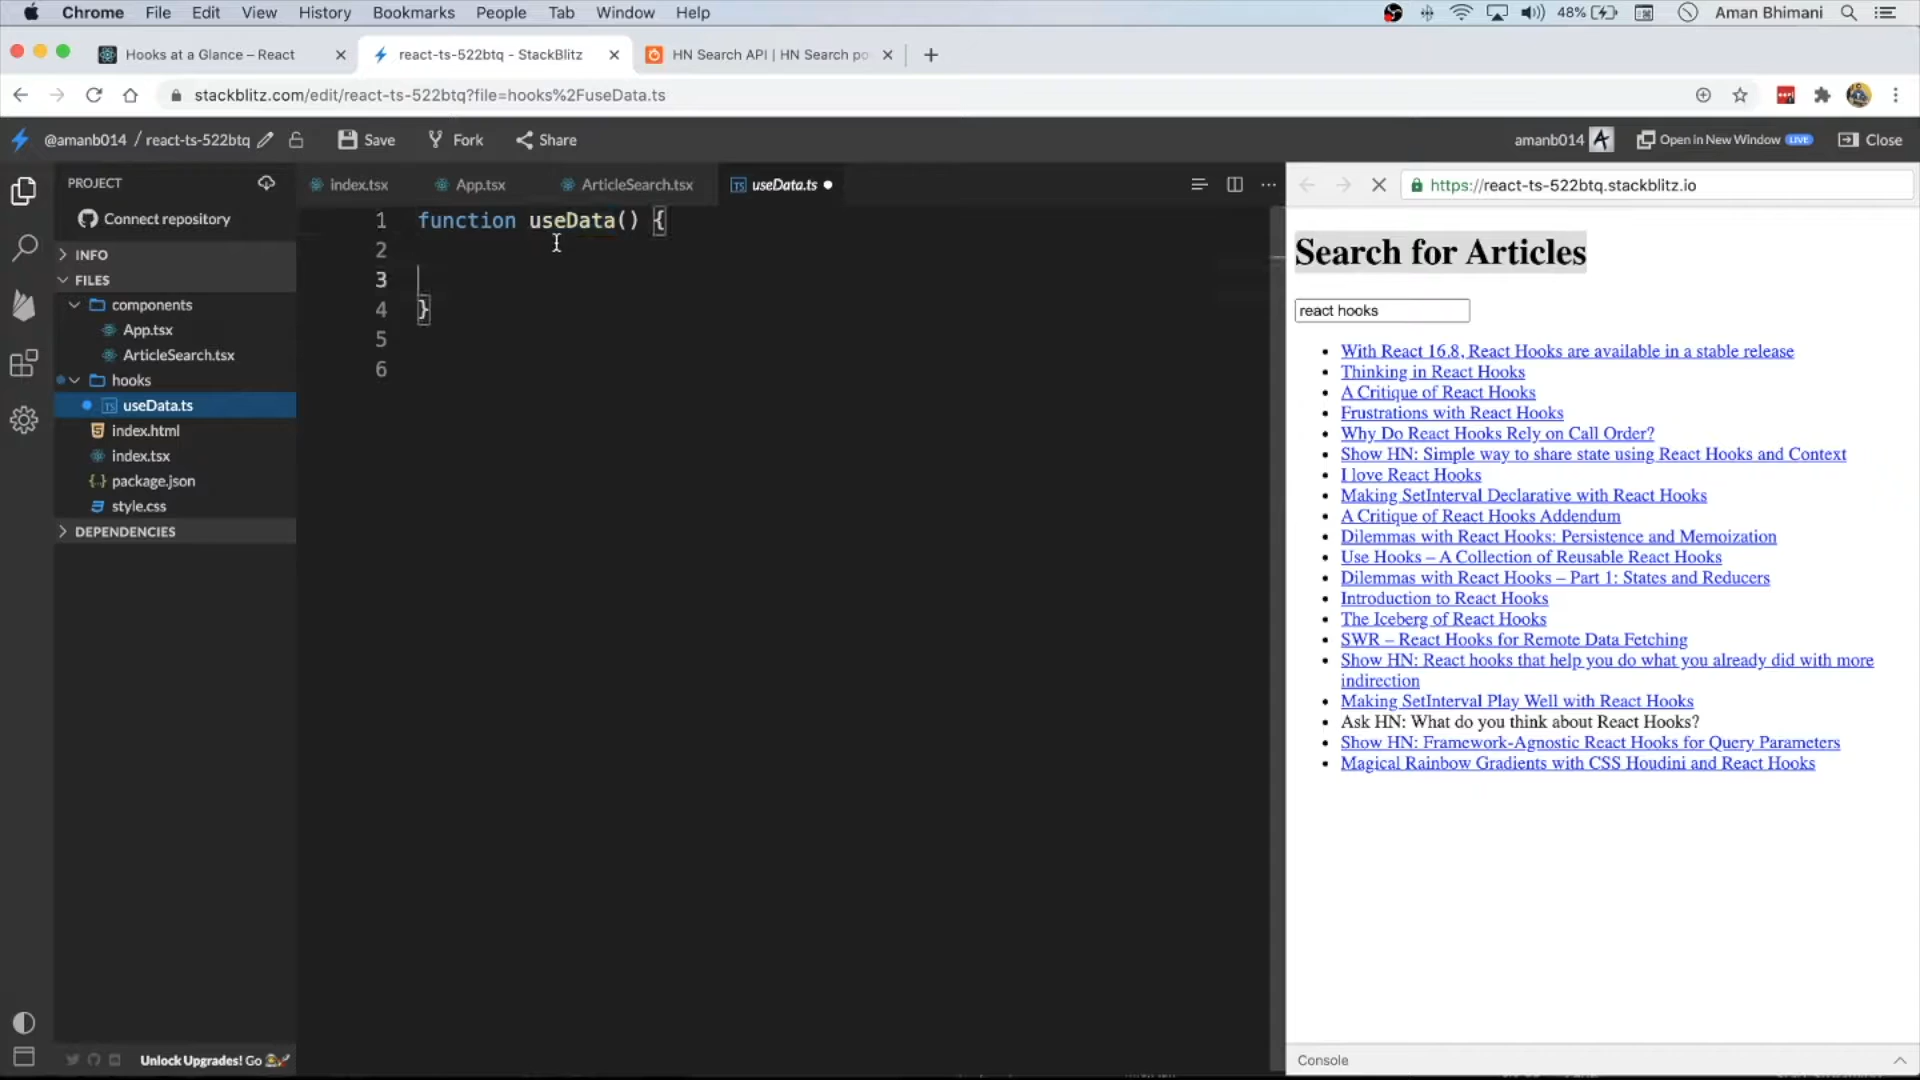 Chrome File Edit View History Bookmarks People Tab Window Help 48% Aman Bhimani
Hooks at a Glance – React react-ts-522btq - StackBlitz HN Search API | HN Search po
stackblitz.com/edit/react-ts-522btq?file=hooks%2FuseData.ts
@amanb014 / react-ts-522btq Save Fork Share amanb014 Open in New Window LIVE Close
PROJECT
Connect repository
INFO
FILES
components
App.tsx
ArticleSearch.tsx
hooks
TS useData.ts
index.html
index.tsx
package.json
style.css
DEPENDENCIES
Unlock Upgrades! Go
index.tsx App.tsx ArticleSearch.tsx TS useData.ts
1 function useData() {
2
3
4 }
5
6
https://react-ts-522btq.stackblitz.io
Search for Articles
react hooks
With React 16.8, React Hooks are available in a stable release
Thinking in React Hooks
A Critique of React Hooks
Frustrations with React Hooks
Why Do React Hooks Rely on Call Order?
Show HN: Simple way to share state using React Hooks and Context
I love React Hooks
Making SetInterval Declarative with React Hooks
A Critique of React Hooks Addendum
Dilemmas with React Hooks: Persistence and Memoization
Use Hooks – A Collection of Reusable React Hooks
Dilemmas with React Hooks – Part 1: States and Reducers
Introduction to React Hooks
The Iceberg of React Hooks
SWR – React Hooks for Remote Data Fetching
Show HN: React hooks that help you do what you already did with more
indirection
Making SetInterval Play Well with React Hooks
Ask HN: What do you think about React Hooks?
Show HN: Framework-Agnostic React Hooks for Query Parameters
Magical Rainbow Gradients with CSS Houdini and React Hooks
Console